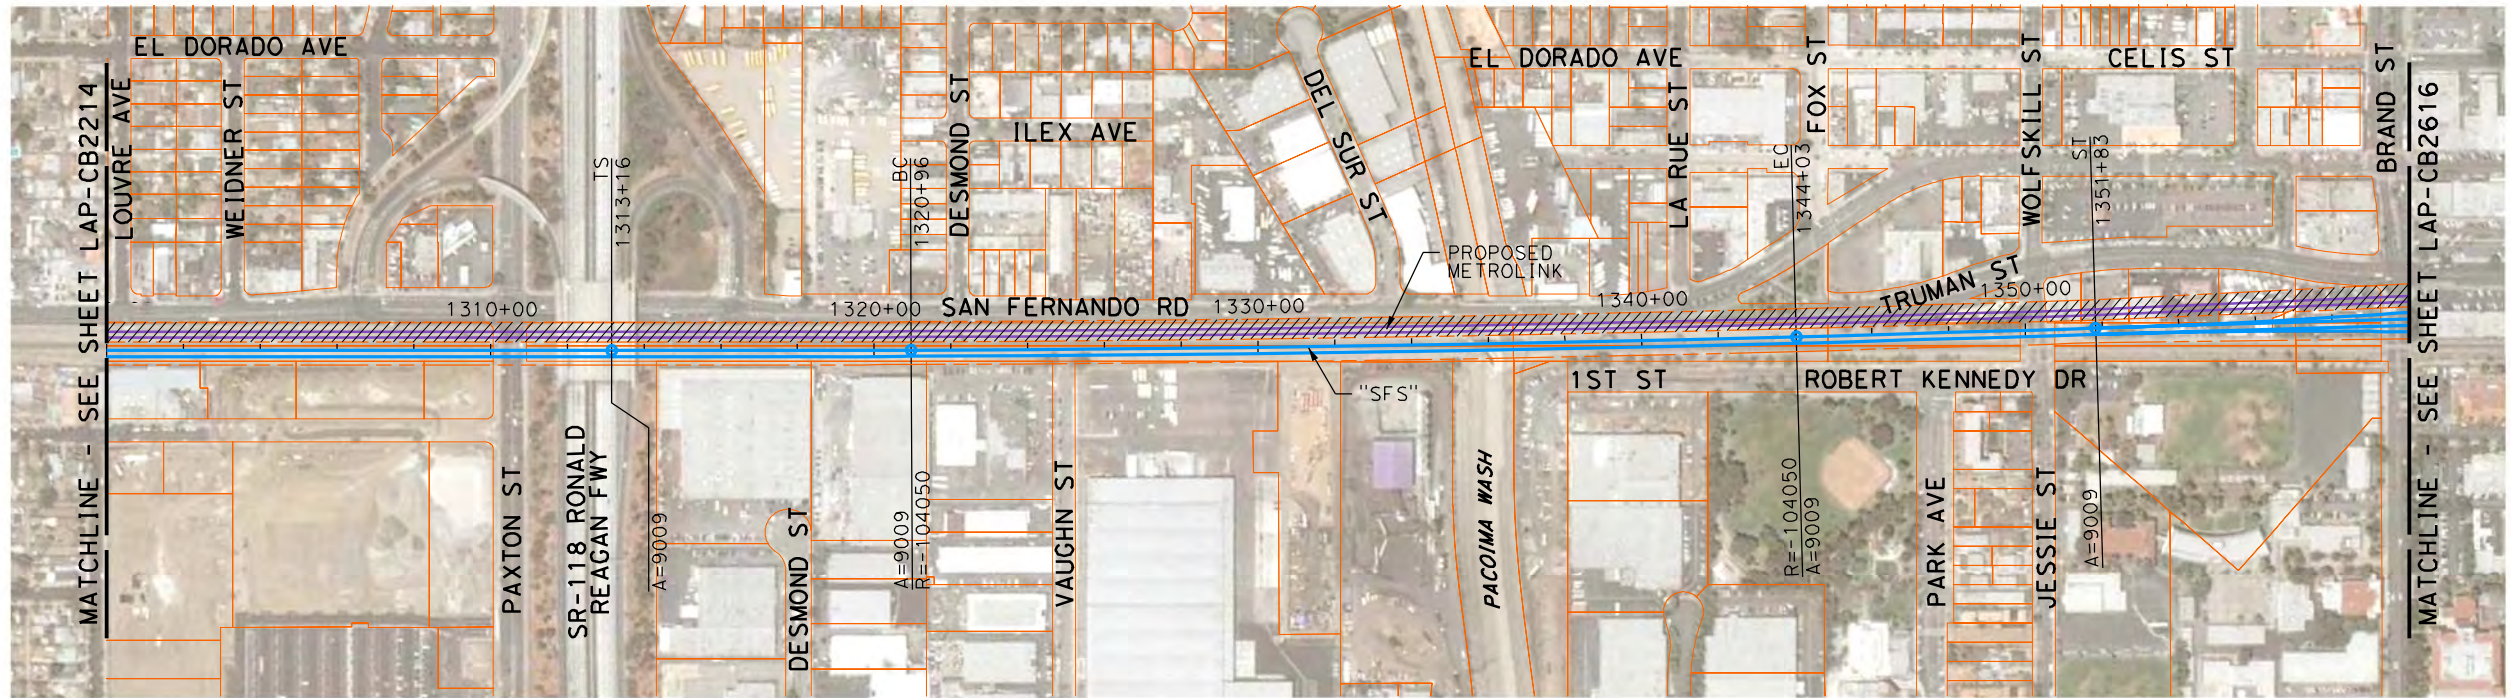 MATCHLINE - SEE SHEET LAP-CB2214
EL DORADO AVE
LOUVRE AVE
WEIDNER ST
TS
1313+16
BC
1320+96
DESMOND ST
ILEX AVE
DEL SUR ST
EL DORADO AVE
LA RUE ST
FOX ST
EC
1344+03
WOLFSKILL ST
CELIS ST
ST
1351+83
BRAND ST
MATCHLINE - SEE SHEET LAP-CB2616
PROPOSED
METROLINK
1310+00
1320+00
SAN FERNANDO RD
1330+00
1340+00
TRUMAN ST
1350+00
"SFS"
1ST ST
ROBERT KENNEDY DR
PAXTON ST
SR-118 RONALD
REAGAN FWY
A=9009
DESMOND ST
A=9009
R=-104050
VAUGHN ST
PACOIMA WASH
R=-104050
A=9009
PARK AVE
JESSIE ST
A=9009